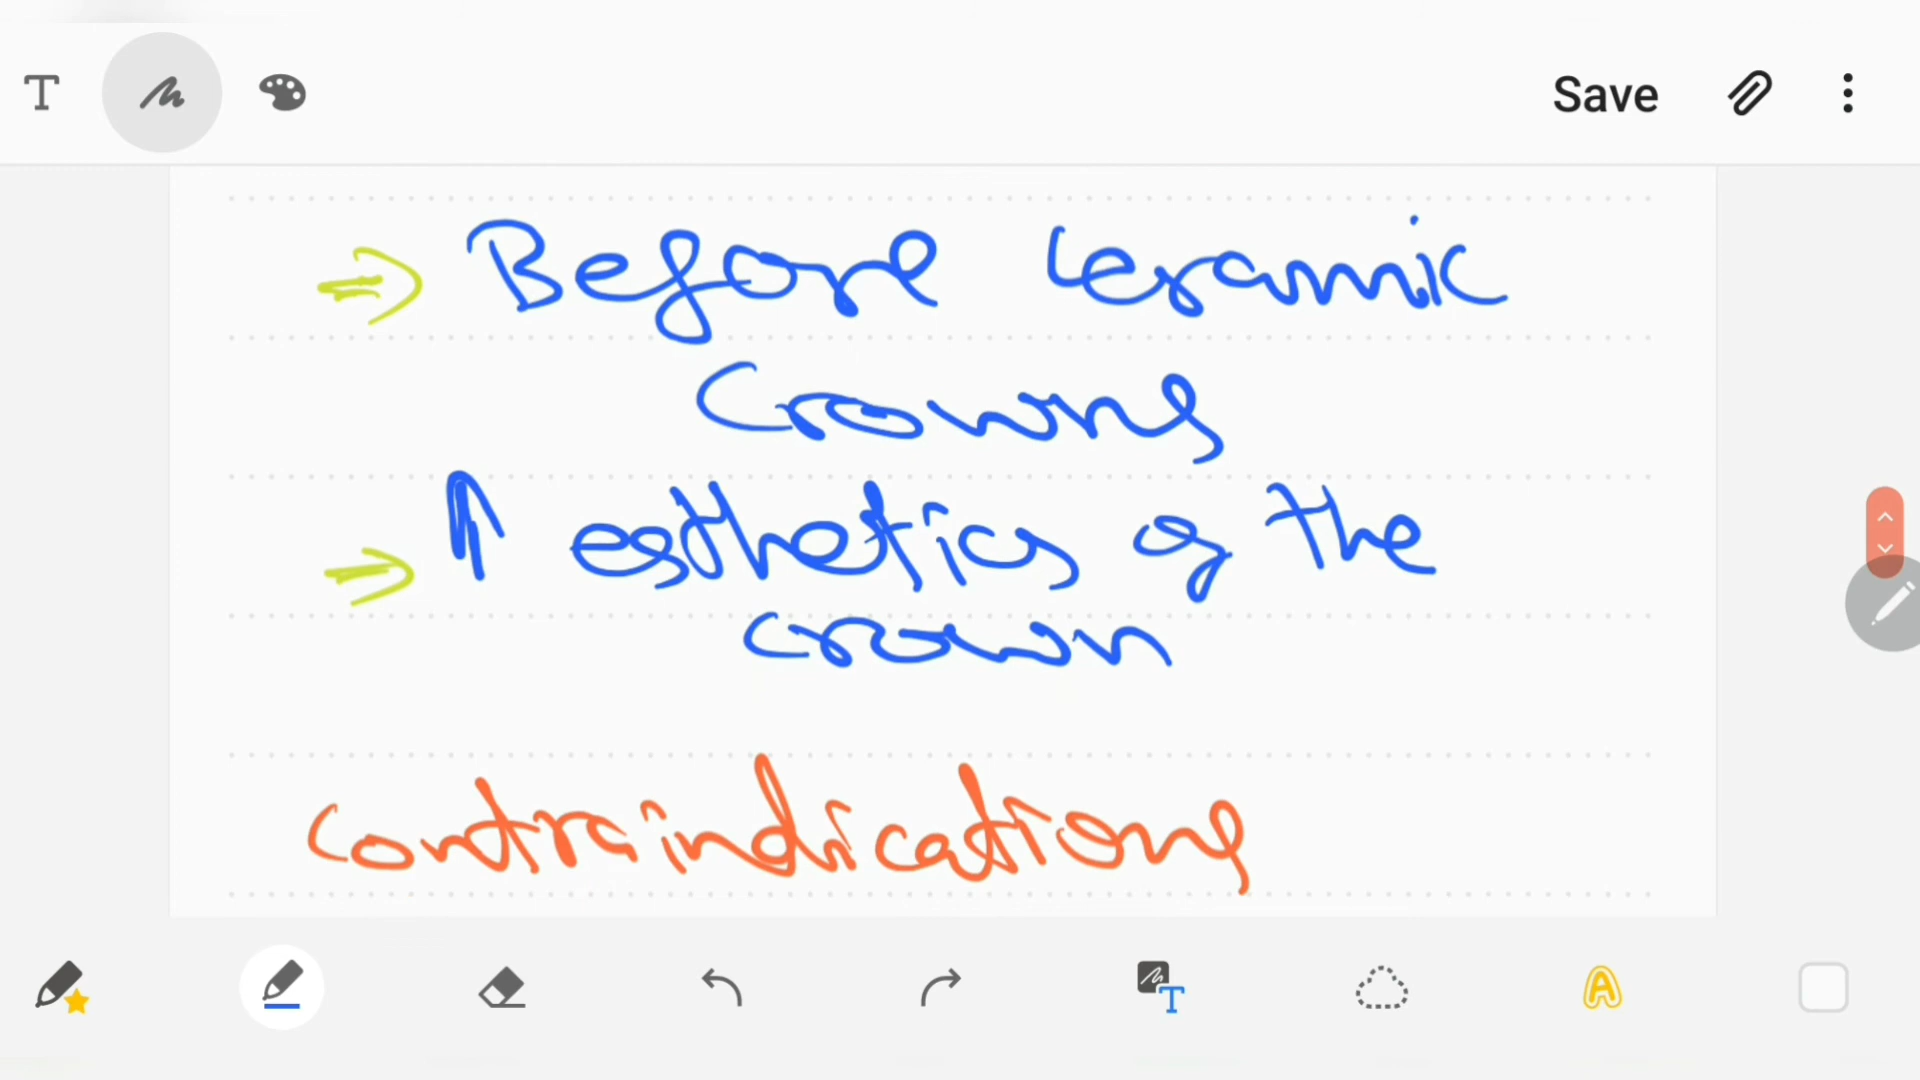 T Save
⇒ Before ceramic
Crowns
⇒ ↑ esthetics of the
crown
contraindications
T
A